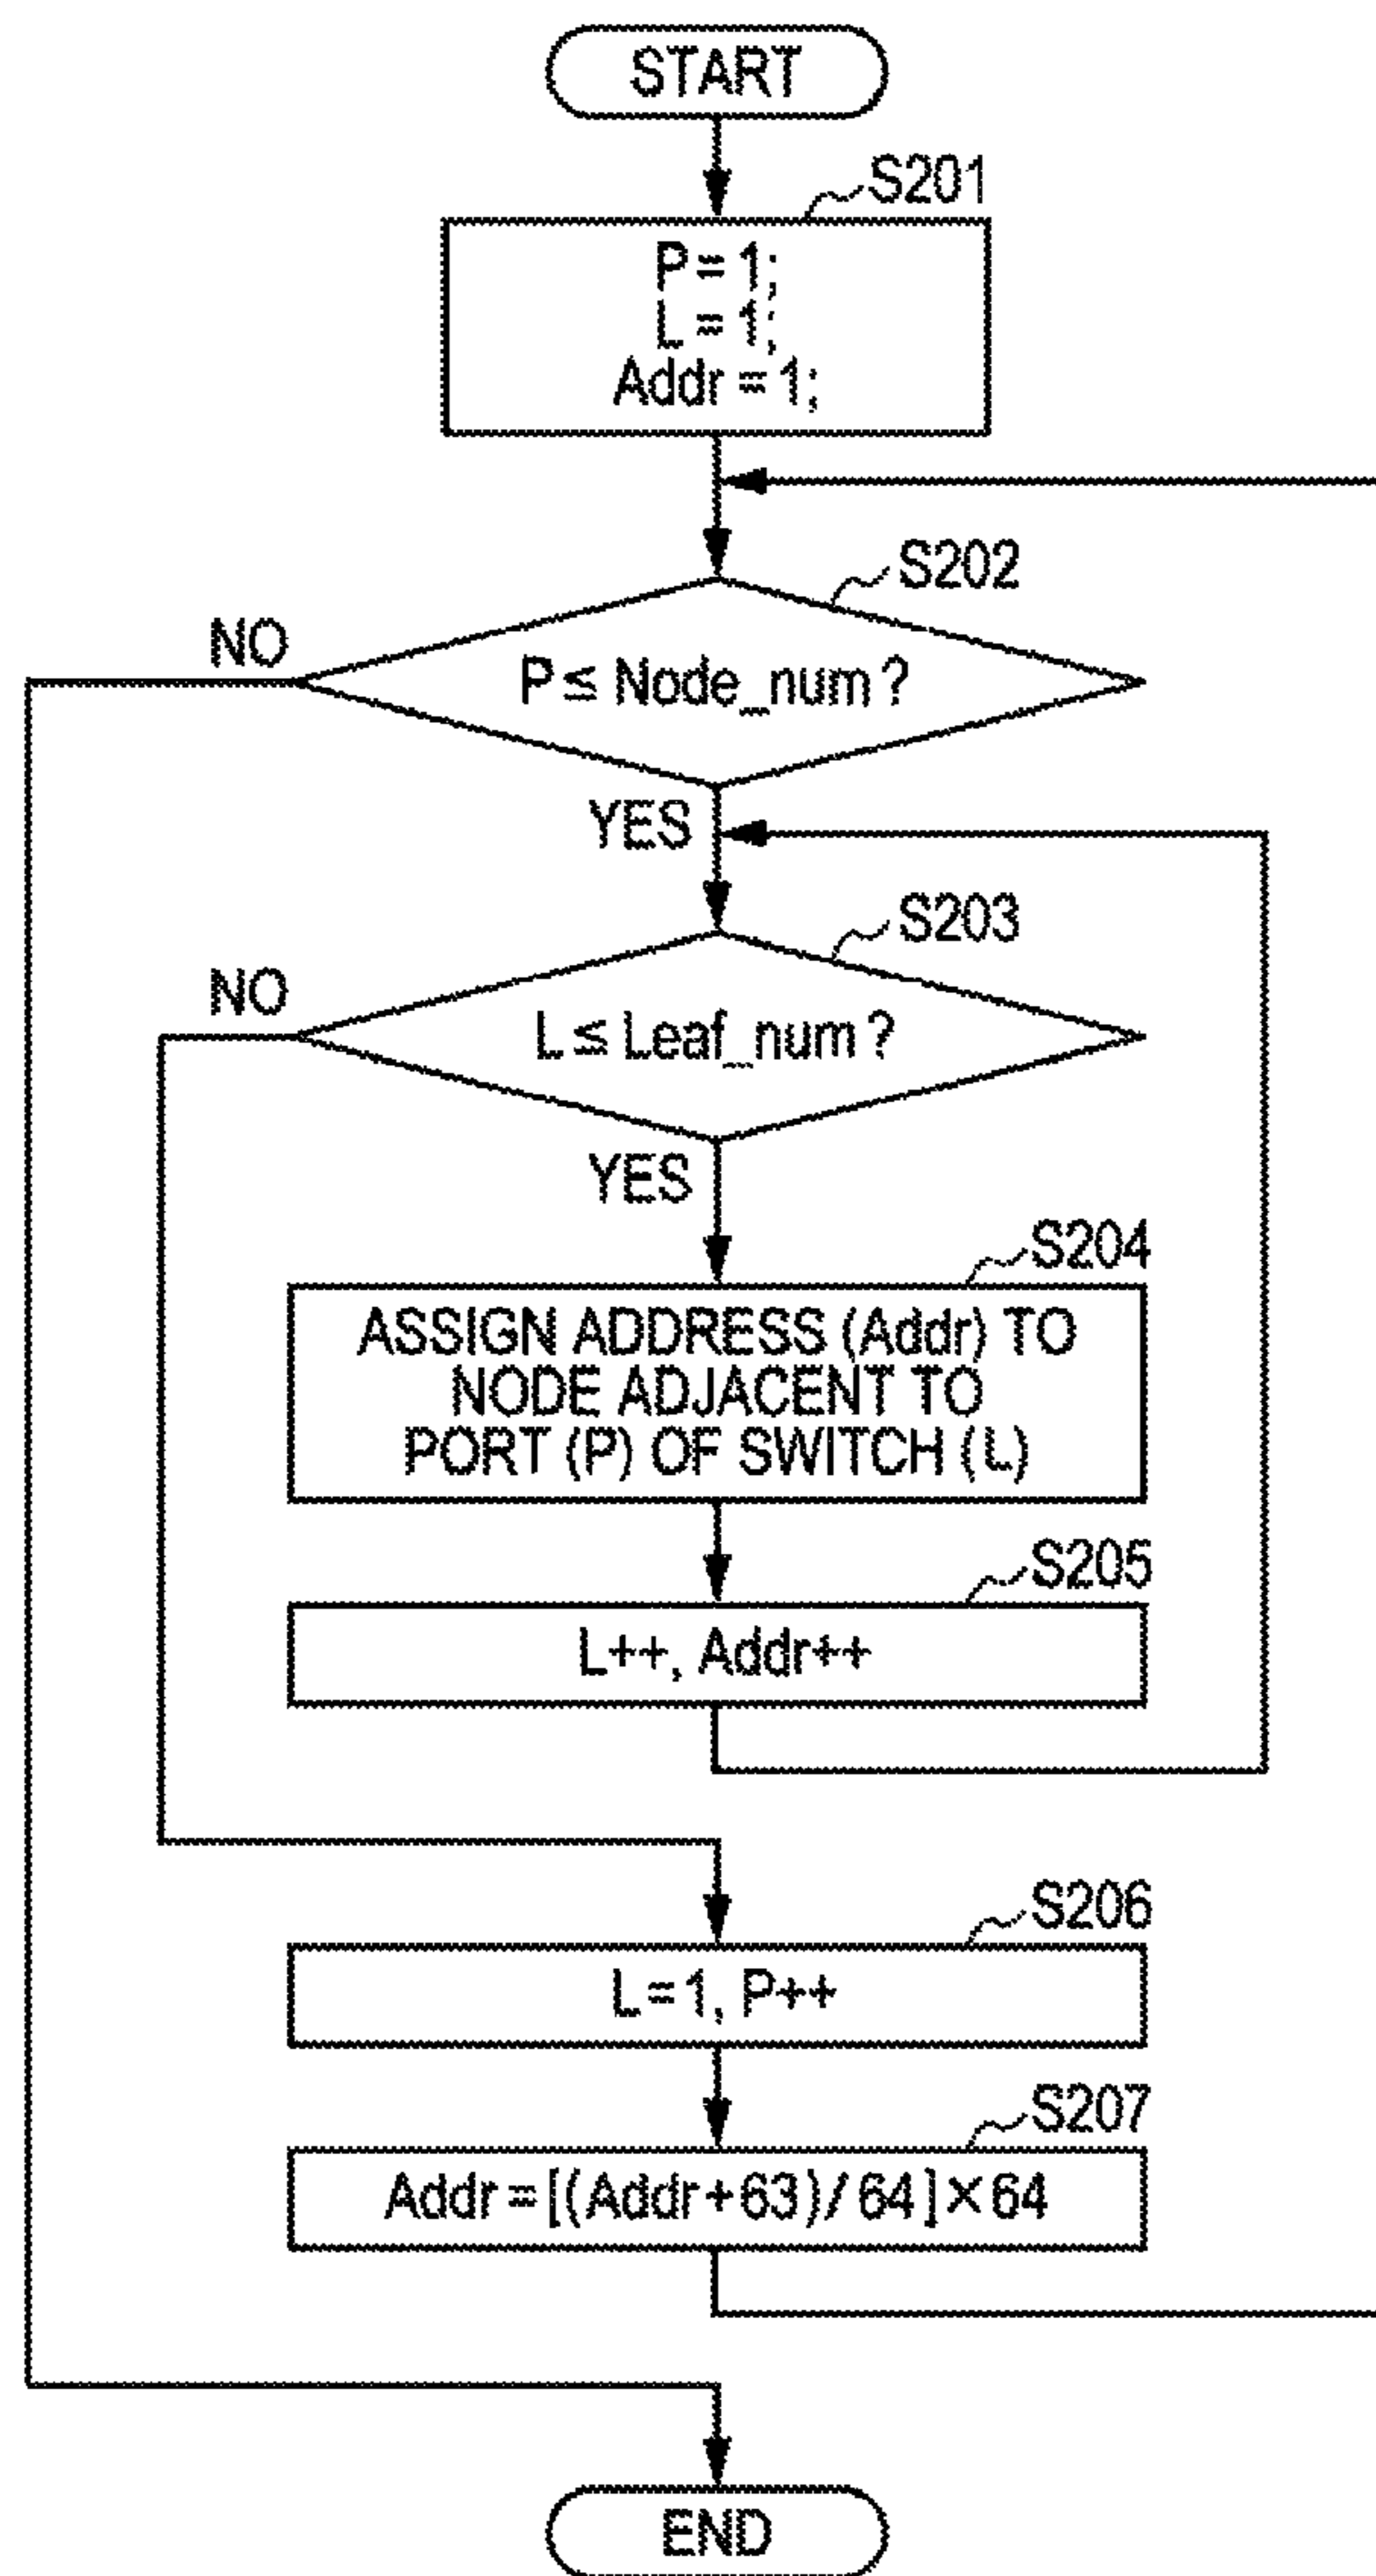 START
S201
P = 1;
L = 1;
Addr = 1;
S202
NO
P ≤ Node_num ?
YES
S203
NO
L ≤ Leaf_num ?
YES
S204
ASSIGN ADDRESS (Addr) TO
NODE ADJACENT TO
PORT (P) OF SWITCH (L)
S205
L++, Addr++
S206
L=1, P++
S207
Addr=[(Addr+63)/64]×64
END